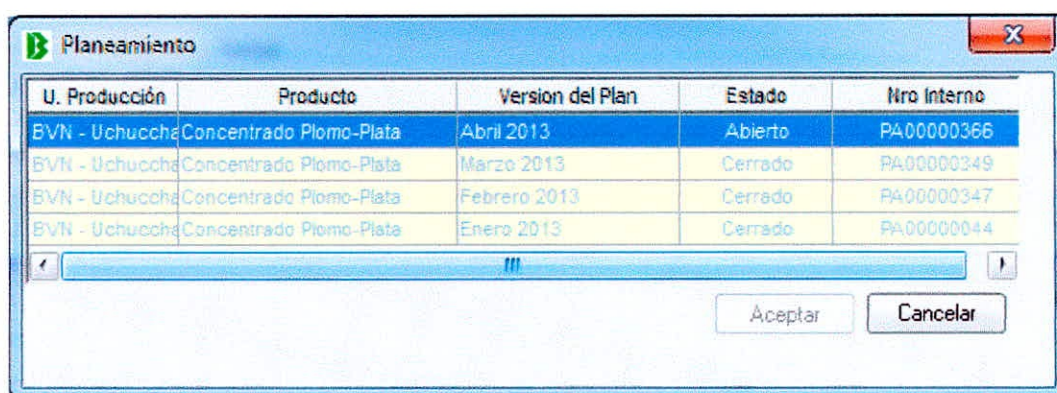 Planeamiento
U. Producción Producto Version del Plan Estado Nro Interno
BVN - Uchuccha Concentrado Plomo-Plata Abril 2013 Abierto PA00000366
BVN - Uchuccha Concentrado Plomo-Plata Marzo 2013 Cerrado PA00000349
BVN - Uchuccha Concentrado Plomo-Plata Febrero 2013 Cerrado PA00000347
BVN - Uchuccha Concentrado Plomo-Plata Enero 2013 Cerrado PA00000044
Aceptar Cancelar